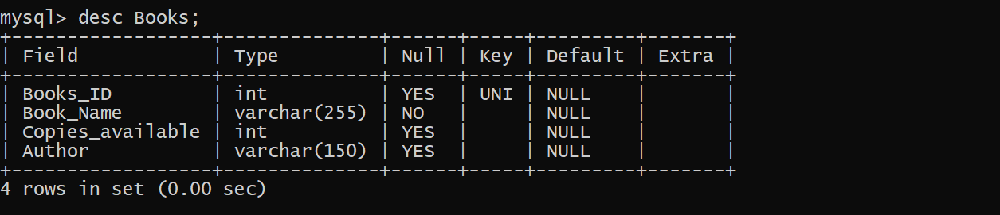 mysql> desc Books;
+------------------+--------------+------+-----+---------+-------+
| Field            | Type         | Null | Key | Default | Extra |
+------------------+--------------+------+-----+---------+-------+
| Books_ID         | int          | YES  | UNI | NULL    |       |
| Book_Name        | varchar(255) | NO   |     | NULL    |       |
| Copies_available | int          | YES  |     | NULL    |       |
| Author           | varchar(150) | YES  |     | NULL    |       |
+------------------+--------------+------+-----+---------+-------+
4 rows in set (0.00 sec)